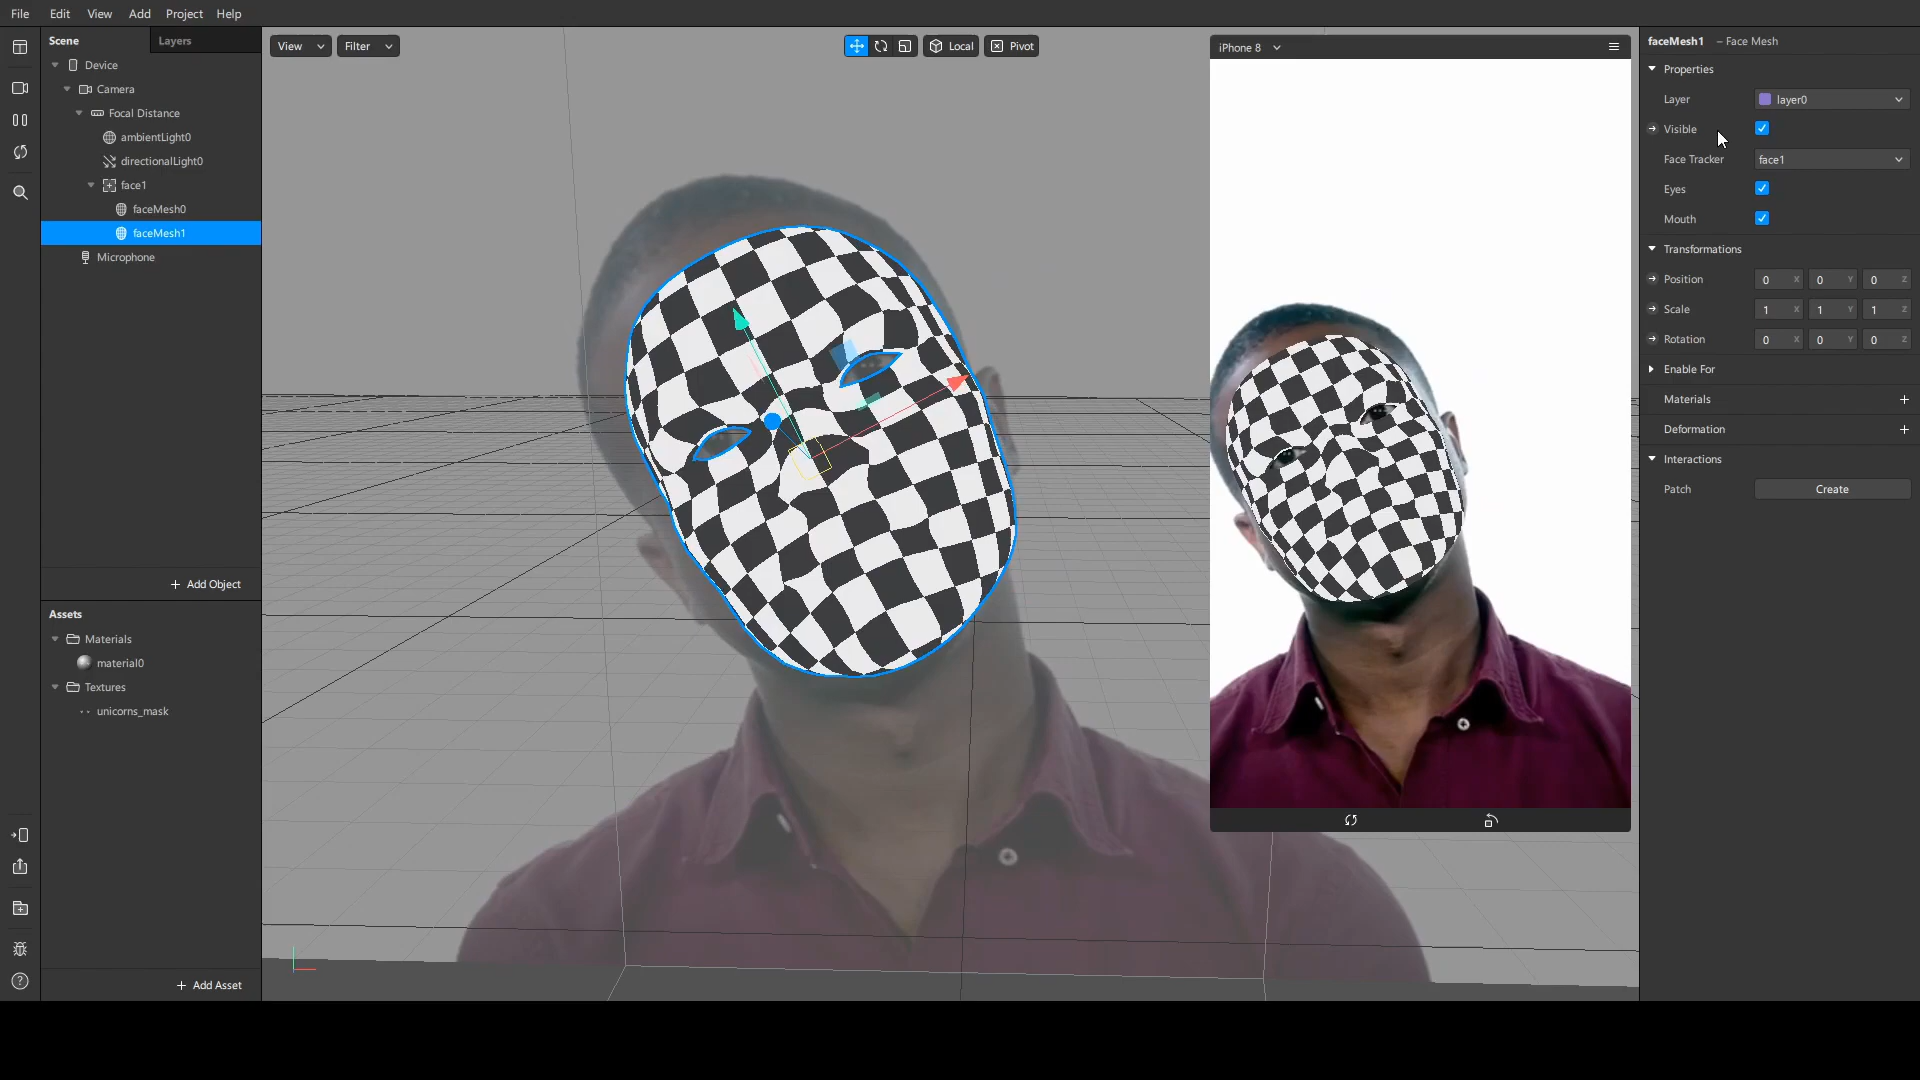 File Edit View Add Project Help
Scene Layers
Device
Camera
Focal Distance
ambientLight0
directionalLight0
face1
faceMesh0
faceMesh1
Microphone
+ Add Object
Assets
Materials
material0
Textures
unicorns_mask
+ Add Asset
View Filter
Local Pivot
iPhone 8
faceMesh1 – Face Mesh
Properties
Layer layer0
Visible
Face Tracker face1
Eyes
Mouth
Transformations
Position 0 X 0 Y 0 Z
Scale 1 X 1 Y 1 Z
Rotation 0 X 0 Y 0 Z
Enable For
Materials +
Deformation +
Interactions
Patch Create